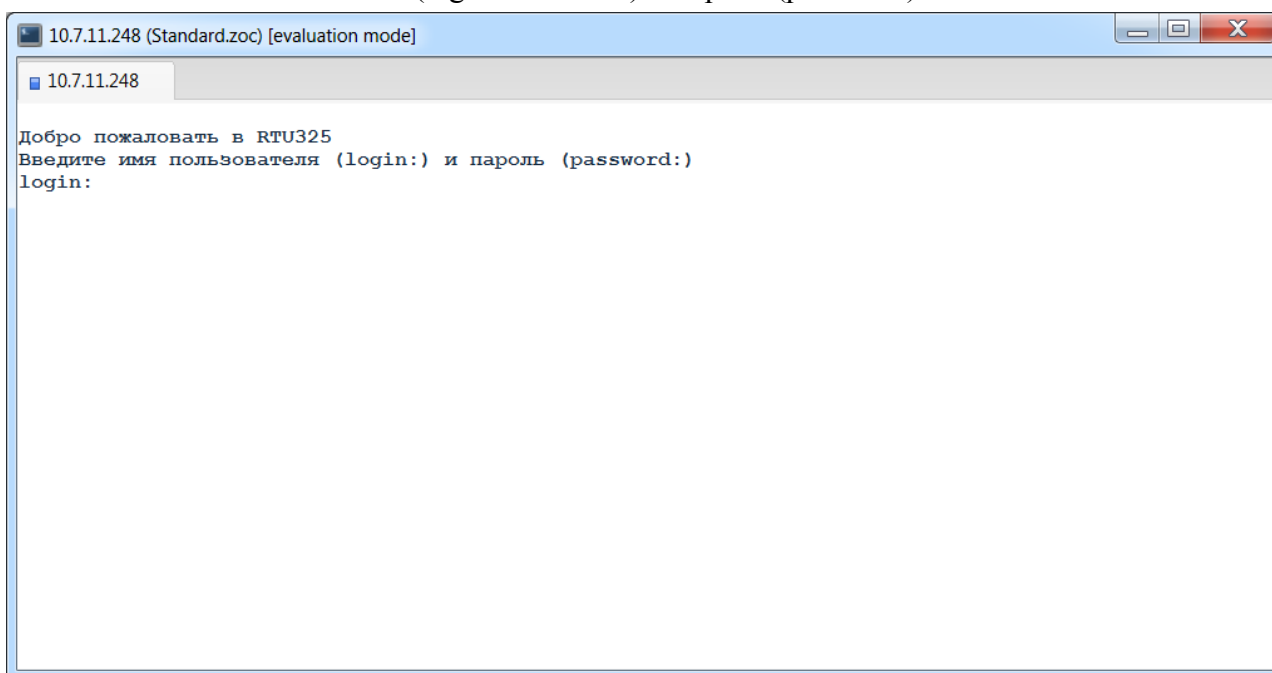 10.7.11.248 (Standard.zoc) [evaluation mode]
10.7.11.248
Добро пожаловать в RTU325
Введите имя пользователя (login:) и пароль (password:)
login: